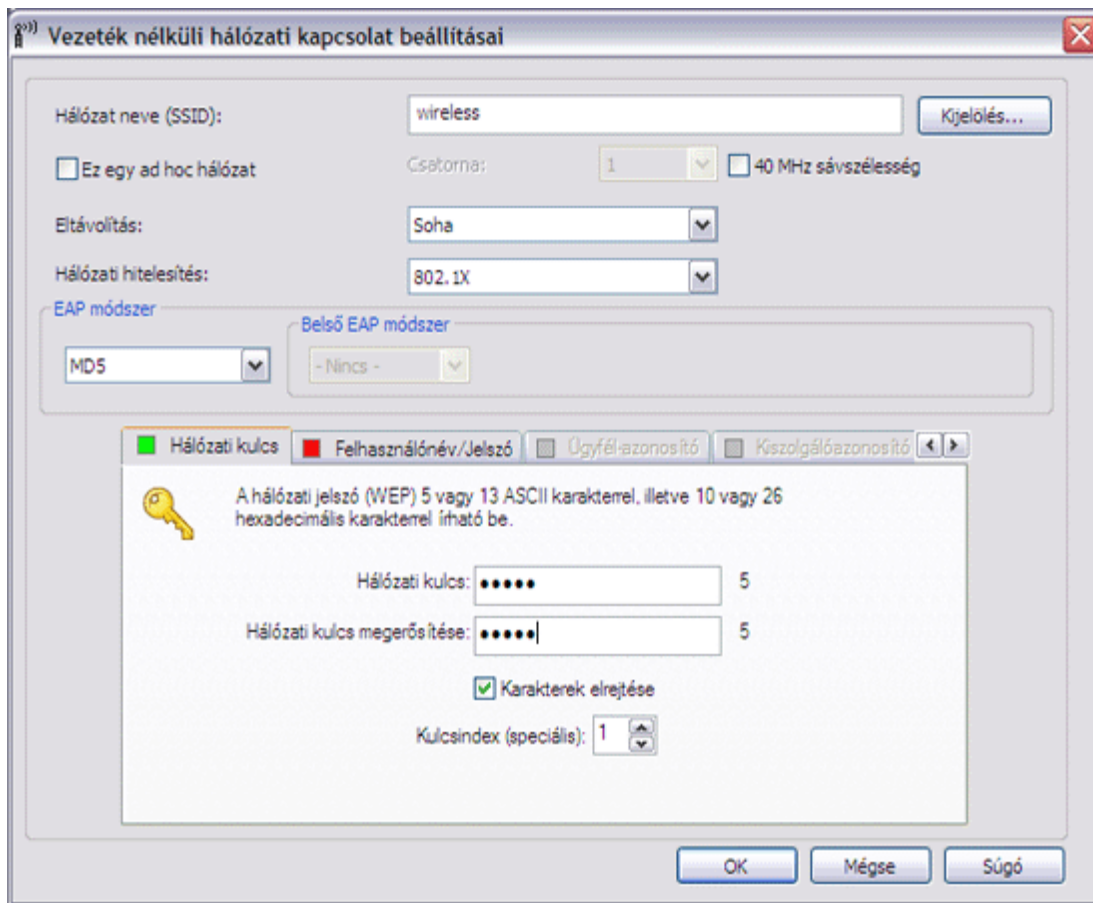 Vezeték nélküli hálózati kapcsolat beállításai
Hálózat neve (SSID): wireless Kijelölés...
Ez egy ad hoc hálózat Csatorna: 1 40 MHz sávszélesség
Eltávolítás: Soha
Hálózati hitelesítés: 802.1X
EAP módszer
Belső EAP módszer
MD5 - Nincs -
Hálózati kulcs Felhasználónév/Jelszó Ügyfél-azonosító Kiszolgálóazonosító
A hálózati jelszó (WEP) 5 vagy 13 ASCII karakterrel, illetve 10 vagy 26
hexadecimális karakterrel írható be.
Hálózati kulcs: ●●●●● 5
Hálózati kulcs megerősítése: ●●●●● 5
Karakterek elrejtése
Kulcsindex (speciális): 1
OK Mégse Súgó